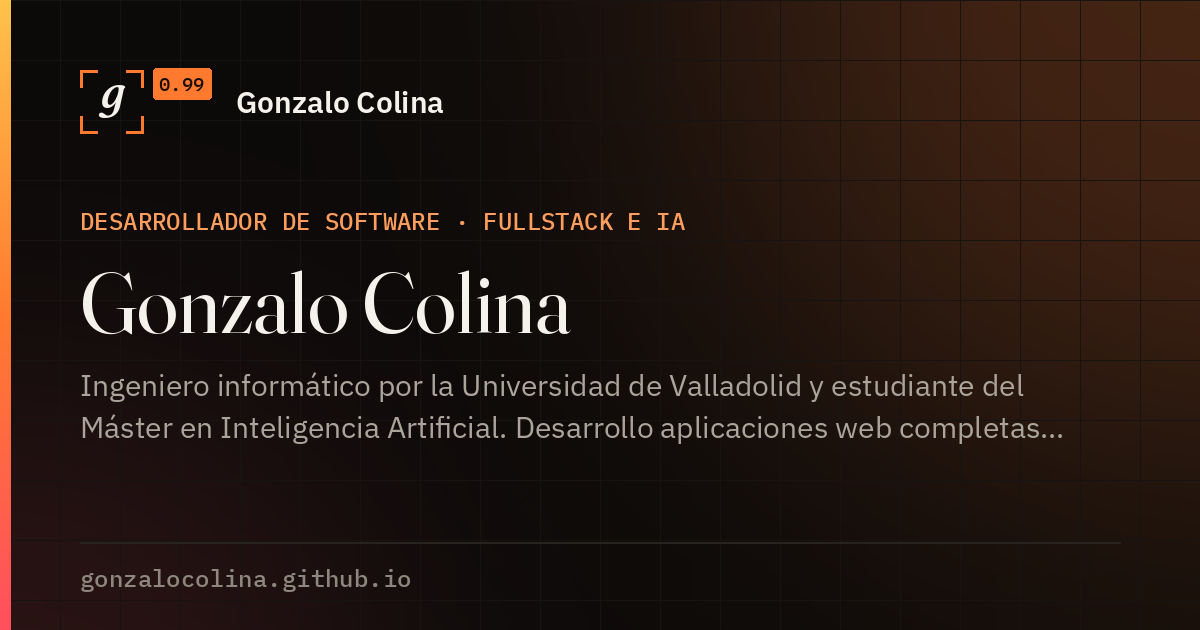 g 0.99 Gonzalo Colina
DESARROLLADOR DE SOFTWARE · FULLSTACK E IA
Gonzalo Colina
Ingeniero informático por la Universidad de Valladolid y estudiante del
Máster en Inteligencia Artificial. Desarrollo aplicaciones web completas…
gonzalocolina.github.io